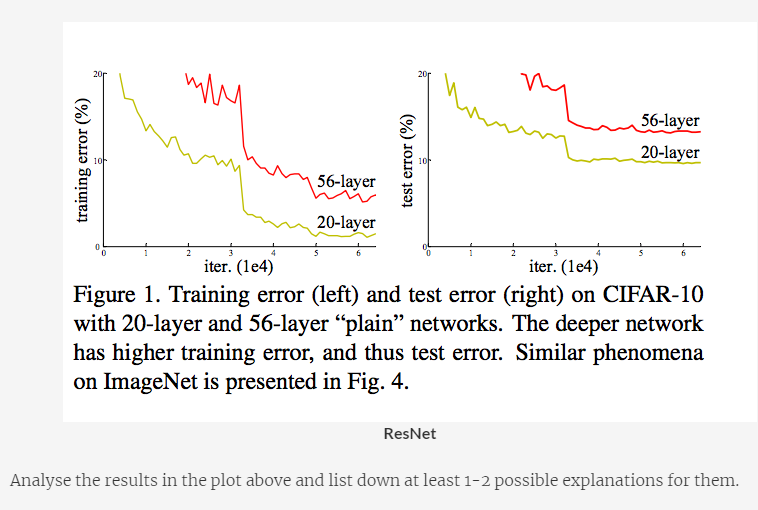 20
10
0
training error (%)
0 1 2 3 4 5 6
iter. (1e4)
56-layer
20-layer
20
10
0
test error (%)
0 1 2 3 4 5 6
iter. (1e4)
56-layer
20-layer
Figure 1. Training error (left) and test error (right) on CIFAR-10
with 20-layer and 56-layer “plain” networks. The deeper network
has higher training error, and thus test error. Similar phenomena
on ImageNet is presented in Fig. 4.
ResNet
Analyse the results in the plot above and list down at least 1-2 possible explanations for them.